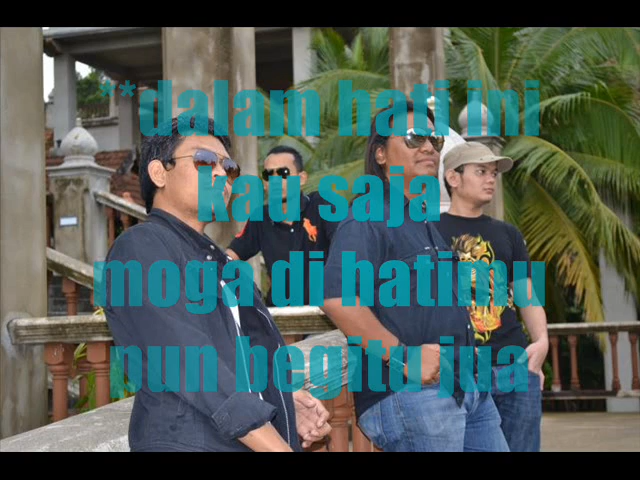 **dalam hati ini
kau saja
moga di hatimu
pun begitu jua